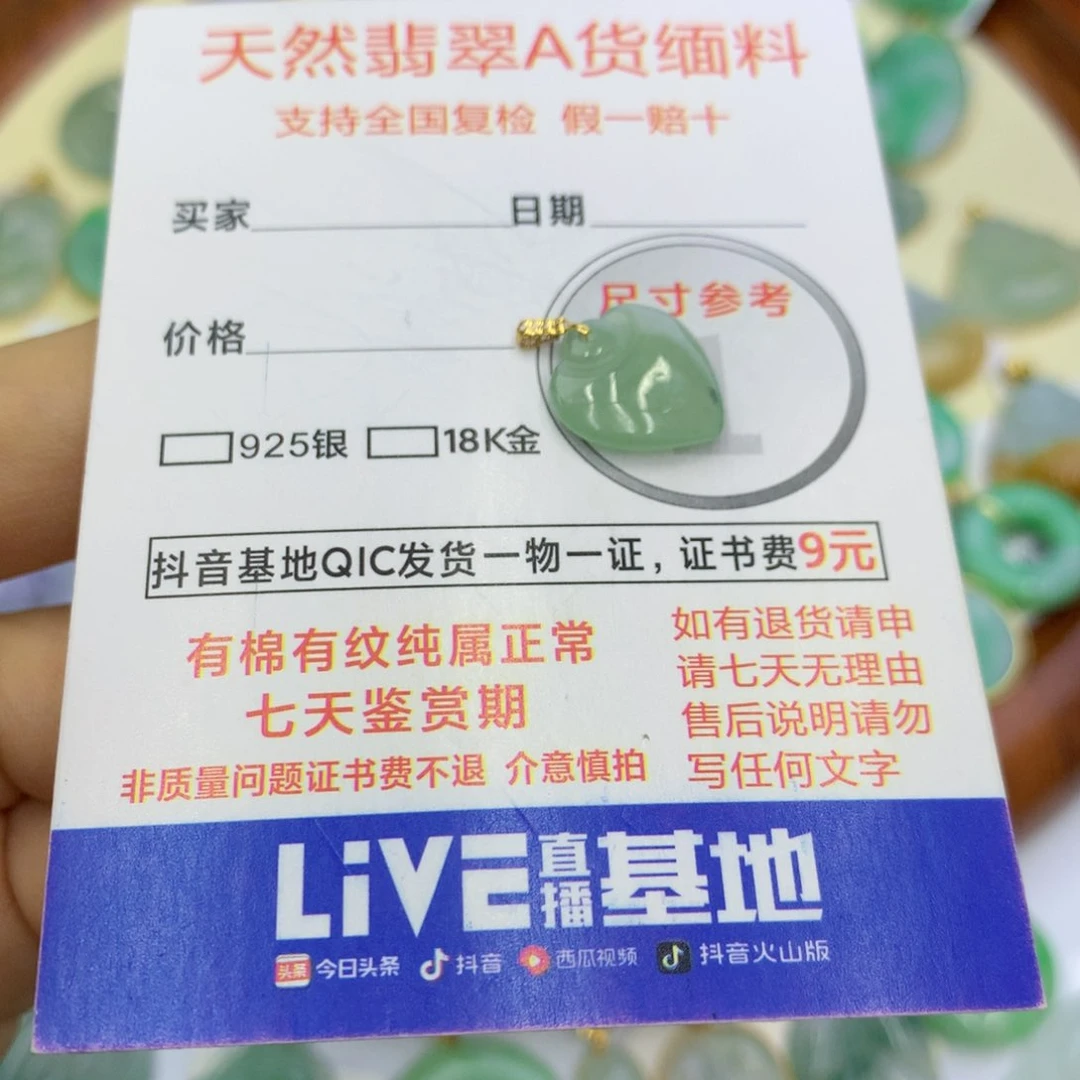 天然翡翠A货缅料
支持全国复检 假一赔十
买家 日期
价格
尺寸参考
925银 18K金
抖音基地QIC发货一物一证，证书费9元
有棉有纹纯属正常
七天鉴赏期
非质量问题证书费不退 介意慎拍
如有退货请申
请七天无理由
售后说明请勿
写任何文字
LiVE直播基地
头条 今日头条 抖音 西瓜视频 抖音火山版